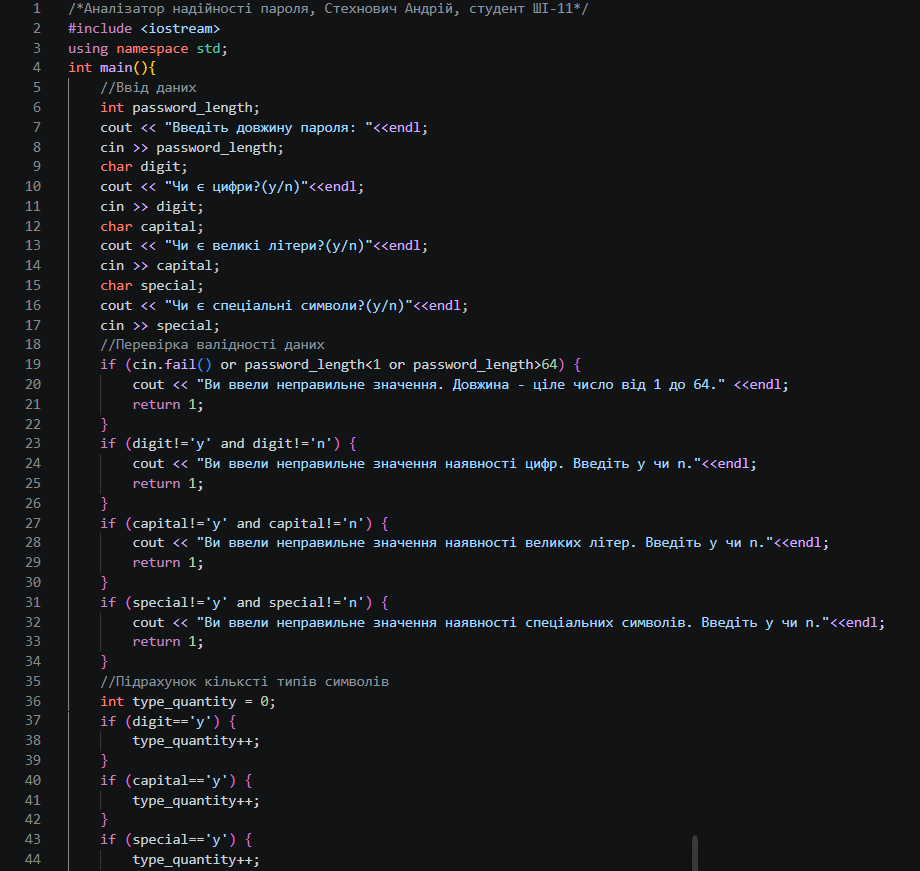 1 /*Аналізатор надійності пароля, Стехнович Андрій, студент ШІ-11*/
2 #include <iostream>
3 using namespace std;
4 int main(){
5 //Ввід даних
6 int password_length;
7 cout << "Введіть довжину пароля: "<<endl;
8 cin >> password_length;
9 char digit;
10 cout << "Чи є цифри?(y/n)"<<endl;
11 cin >> digit;
12 char capital;
13 cout << "Чи є великі літери?(y/n)"<<endl;
14 cin >> capital;
15 char special;
16 cout << "Чи є спеціальні символи?(y/n)"<<endl;
17 cin >> special;
18 //Перевірка валідності даних
19 if (cin.fail() or password_length<1 or password_length>64) {
20 cout << "Ви ввели неправильне значення. Довжина - ціле число від 1 до 64." <<endl;
21 return 1;
22 }
23 if (digit!='y' and digit!='n') {
24 cout << "Ви ввели неправильне значення наявності цифр. Введіть y чи n."<<endl;
25 return 1;
26 }
27 if (capital!='y' and capital!='n') {
28 cout << "Ви ввели неправильне значення наявності великих літер. Введіть y чи n."<<endl;
29 return 1;
30 }
31 if (special!='y' and special!='n') {
32 cout << "Ви ввели неправильне значення наявності спеціальних символів. Введіть y чи n."<<endl;
33 return 1;
34 }
35 //Підрахунок кільксті типів символів
36 int type_quantity = 0;
37 if (digit=='y') {
38 type_quantity++;
39 }
40 if (capital=='y') {
41 type_quantity++;
42 }
43 if (special=='y') {
44 type_quantity++;